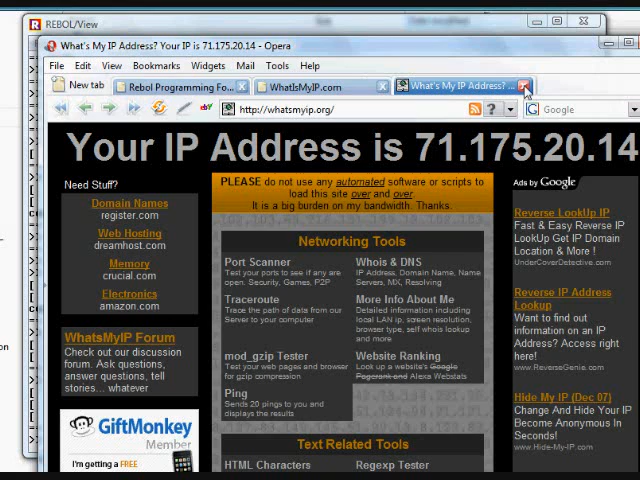 REBOL/View
What's My IP Address? Your IP is 71.175.20.14 - Opera
File Edit View Bookmarks Widgets Mail Tools Help
New tab Rebol Programming Fo... WhatIsMyIP.com What's My IP Address? ...
http://whatsmyip.org/ Google
Your IP Address is 71.175.20.14
Need Stuff?
Domain Names
register.com
Web Hosting
dreamhost.com
Memory
crucial.com
Electronics
amazon.com
WhatsMyIP Forum
Check out our discussion
forum. Ask questions,
answer questions, tell
stories... whatever
GiftMonkey
Member
I'm getting a FREE
PLEASE do not use any automated software or scripts to
load this site over and over.
It is a big burden on my bandwidth. Thanks.
Networking Tools
Port Scanner
Test your ports to see if any are
open. Security, Games, P2P
Whois & DNS
IP Address, Domain Name, Name
Servers, MX, Resolving
Traceroute
Trace the path of data from our
Server to your computer
More Info About Me
Detailed information including
local LAN ip, screen resolution,
browser type, self whois lookup
and more
mod_gzip Tester
Test your web pages and browser
for gzip compression
Website Ranking
Look up a website's Google
Pagerank and Alexa Webstats
Ping
Sends 20 pings to you and
displays the results
Text Related Tools
HTML Characters
Regexp Tester
Ads by Google
Reverse LookUp IP
Fast & Easy Reverse IP
LookUp Get IP Domain
Location & More !
UnderCoverDetective.com
Reverse IP Address
Lookup
Want to find out
information on an IP
Address? Access right
here!
www.ReverseGenie.com
Hide My IP (Dec 07)
Change And Hide Your IP
Become Anonymous In
Seconds!
www.Hide-My-IP.com